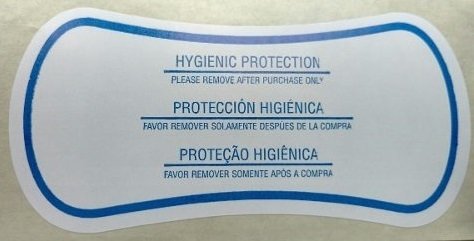 HYGIENIC PROTECTION
PLEASE REMOVE AFTER PURCHASE ONLY
PROTECCIÓN HIGIÉNICA
FAVOR REMOVER SOLAMENTE DESPÚES DE LA COMPRA
PROTEÇÃO HIGIÊNICA
FAVOR REMOVER SOMENTE APÓS A COMPRA